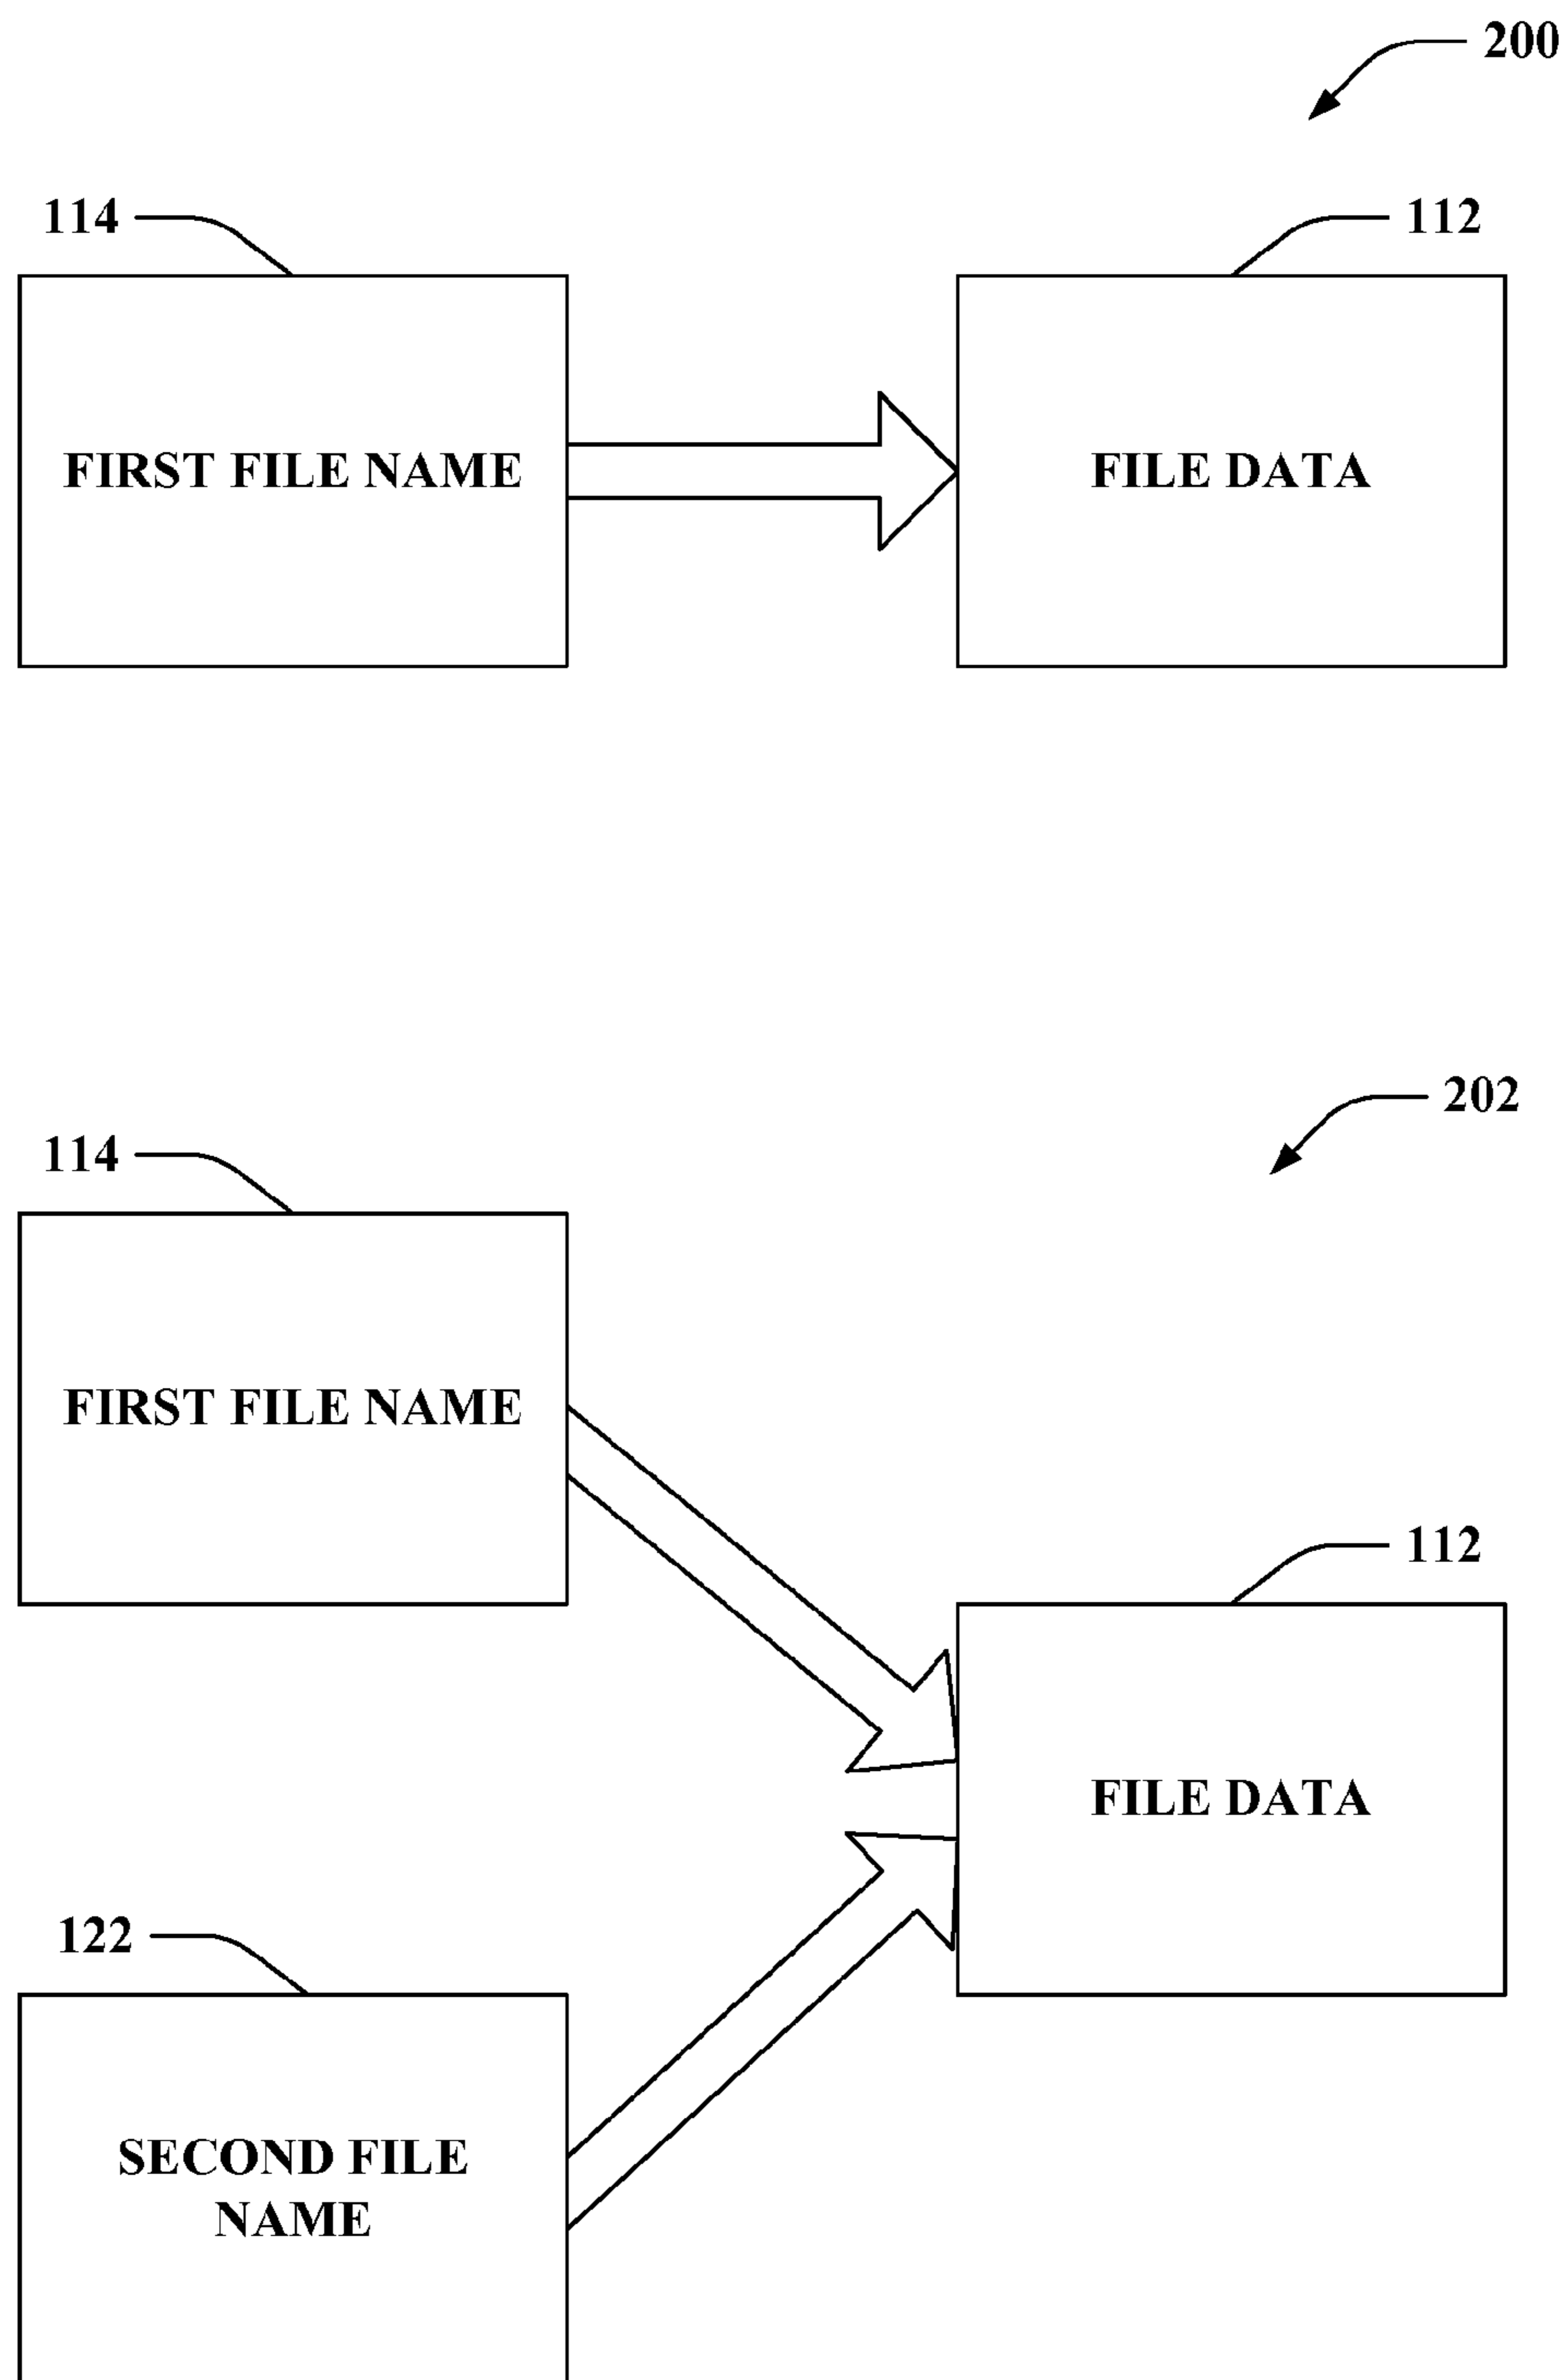 200
114
112
FIRST FILE NAME
FILE DATA
202
114
FIRST FILE NAME
112
FILE DATA
122
SECOND FILE
NAME